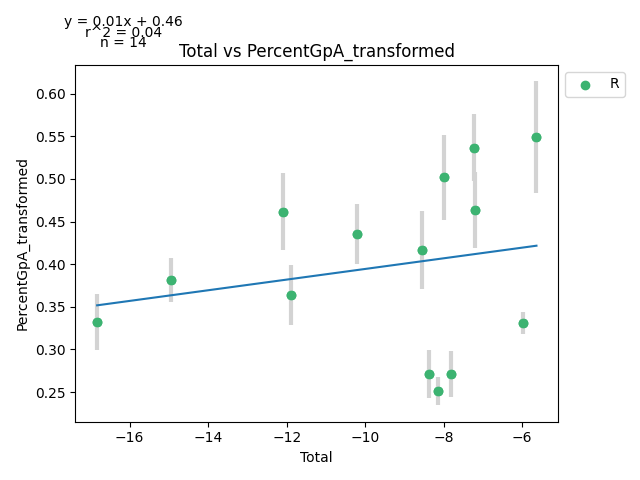 y = 0.01x + 0.46
r^2 = 0.04
n = 14
Total vs PercentGpA_transformed
R
PercentGpA_transformed
0.60
0.55
0.50
0.45
0.40
0.35
0.30
0.25
−16
−14
−12
−10
−8
−6
Total